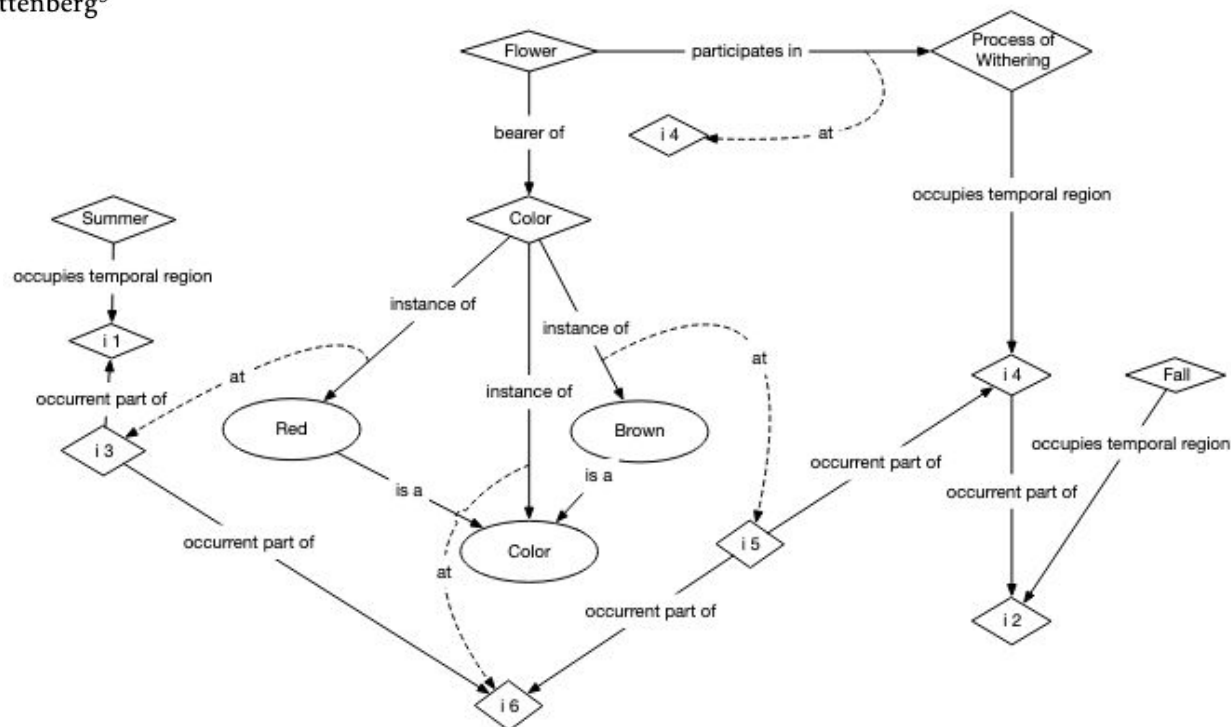 ttenberg
Flower
participates in
Process of
Withering
bearer of
i 4
at
occupies temporal region
Summer
Color
occupies temporal region
instance of
i 1
instance of
at
at
occurrent part of
instance of
i 4
Fall
Red
Brown
i 3
occupies temporal region
occurrent part of
is a
is a
occurrent part of
occurrent part of
Color
i 5
at
occurrent part of
i 2
i 6